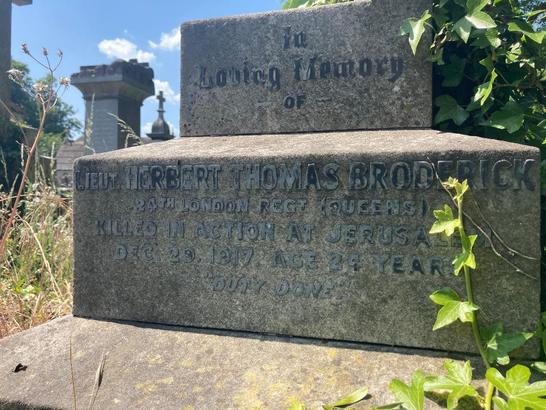 In
Loving Memory
OF
LIEUT. HERBERT THOMAS BRODERICK
24TH LONDON REGT (QUEENS)
KILLED IN ACTION AT JERUSALEM
DEC. 29. 1917. AGE 24 YEARS
"DUTY DONE"